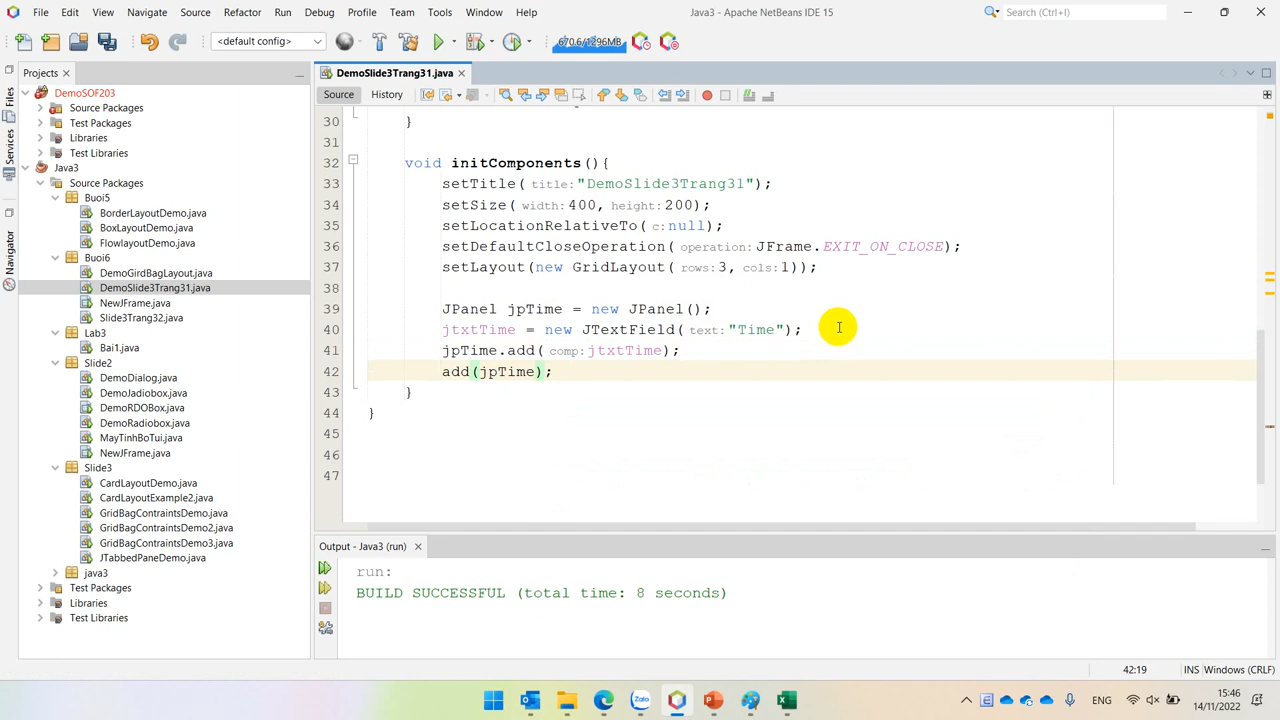 File Edit View Navigate Source Refactor Run Debug Profile Team Tools Window Help
Java3 - Apache NetBeans IDE 15
Search (Ctrl+I)
<default config>
670.6/1296MB
Projects
DemoSlide3Trang31.java
Files
Services
Navigator
DemoSOF203
Source Packages
Test Packages
Libraries
Test Libraries
Java3
Source Packages
Buoi5
BorderLayoutDemo.java
BoxLayoutDemo.java
FlowlayoutDemo.java
Buoi6
DemoGirdBagLayout.java
DemoSlide3Trang31.java
NewJFrame.java
Slide3Trang32.java
Lab3
Bai1.java
Slide2
DemoDialog.java
DemoJadiobox.java
DemoRDOBox.java
DemoRadiobox.java
MayTinhBoTui.java
NewJFrame.java
Slide3
CardLayoutDemo.java
CardLayoutExample2.java
GridBagContraintsDemo.java
GridBagContraintsDemo2.java
GridBagContraintsDemo3.java
JTabbedPaneDemo.java
java3
Test Packages
Libraries
Test Libraries
Source History
30 }
31
32 void initComponents(){
33 setTitle(title:"DemoSlide3Trang31");
34 setSize(width:400,height:200);
35 setLocationRelativeTo(c:null);
36 setDefaultCloseOperation(operation:JFrame.EXIT_ON_CLOSE);
37 setLayout(new GridLayout(rows:3,cols:1));
38
39 JPanel jpTime = new JPanel();
40 jtxtTime = new JTextField(text:"Time");
41 jpTime.add(comp:jtxtTime);
42 add(jpTime);
43 }
44 }
45
46
47
Output - Java3 (run)
run:
BUILD SUCCESSFUL (total time: 8 seconds)
42:19
INS Windows (CRLF)
Zalo
ENG
15:46
14/11/2022